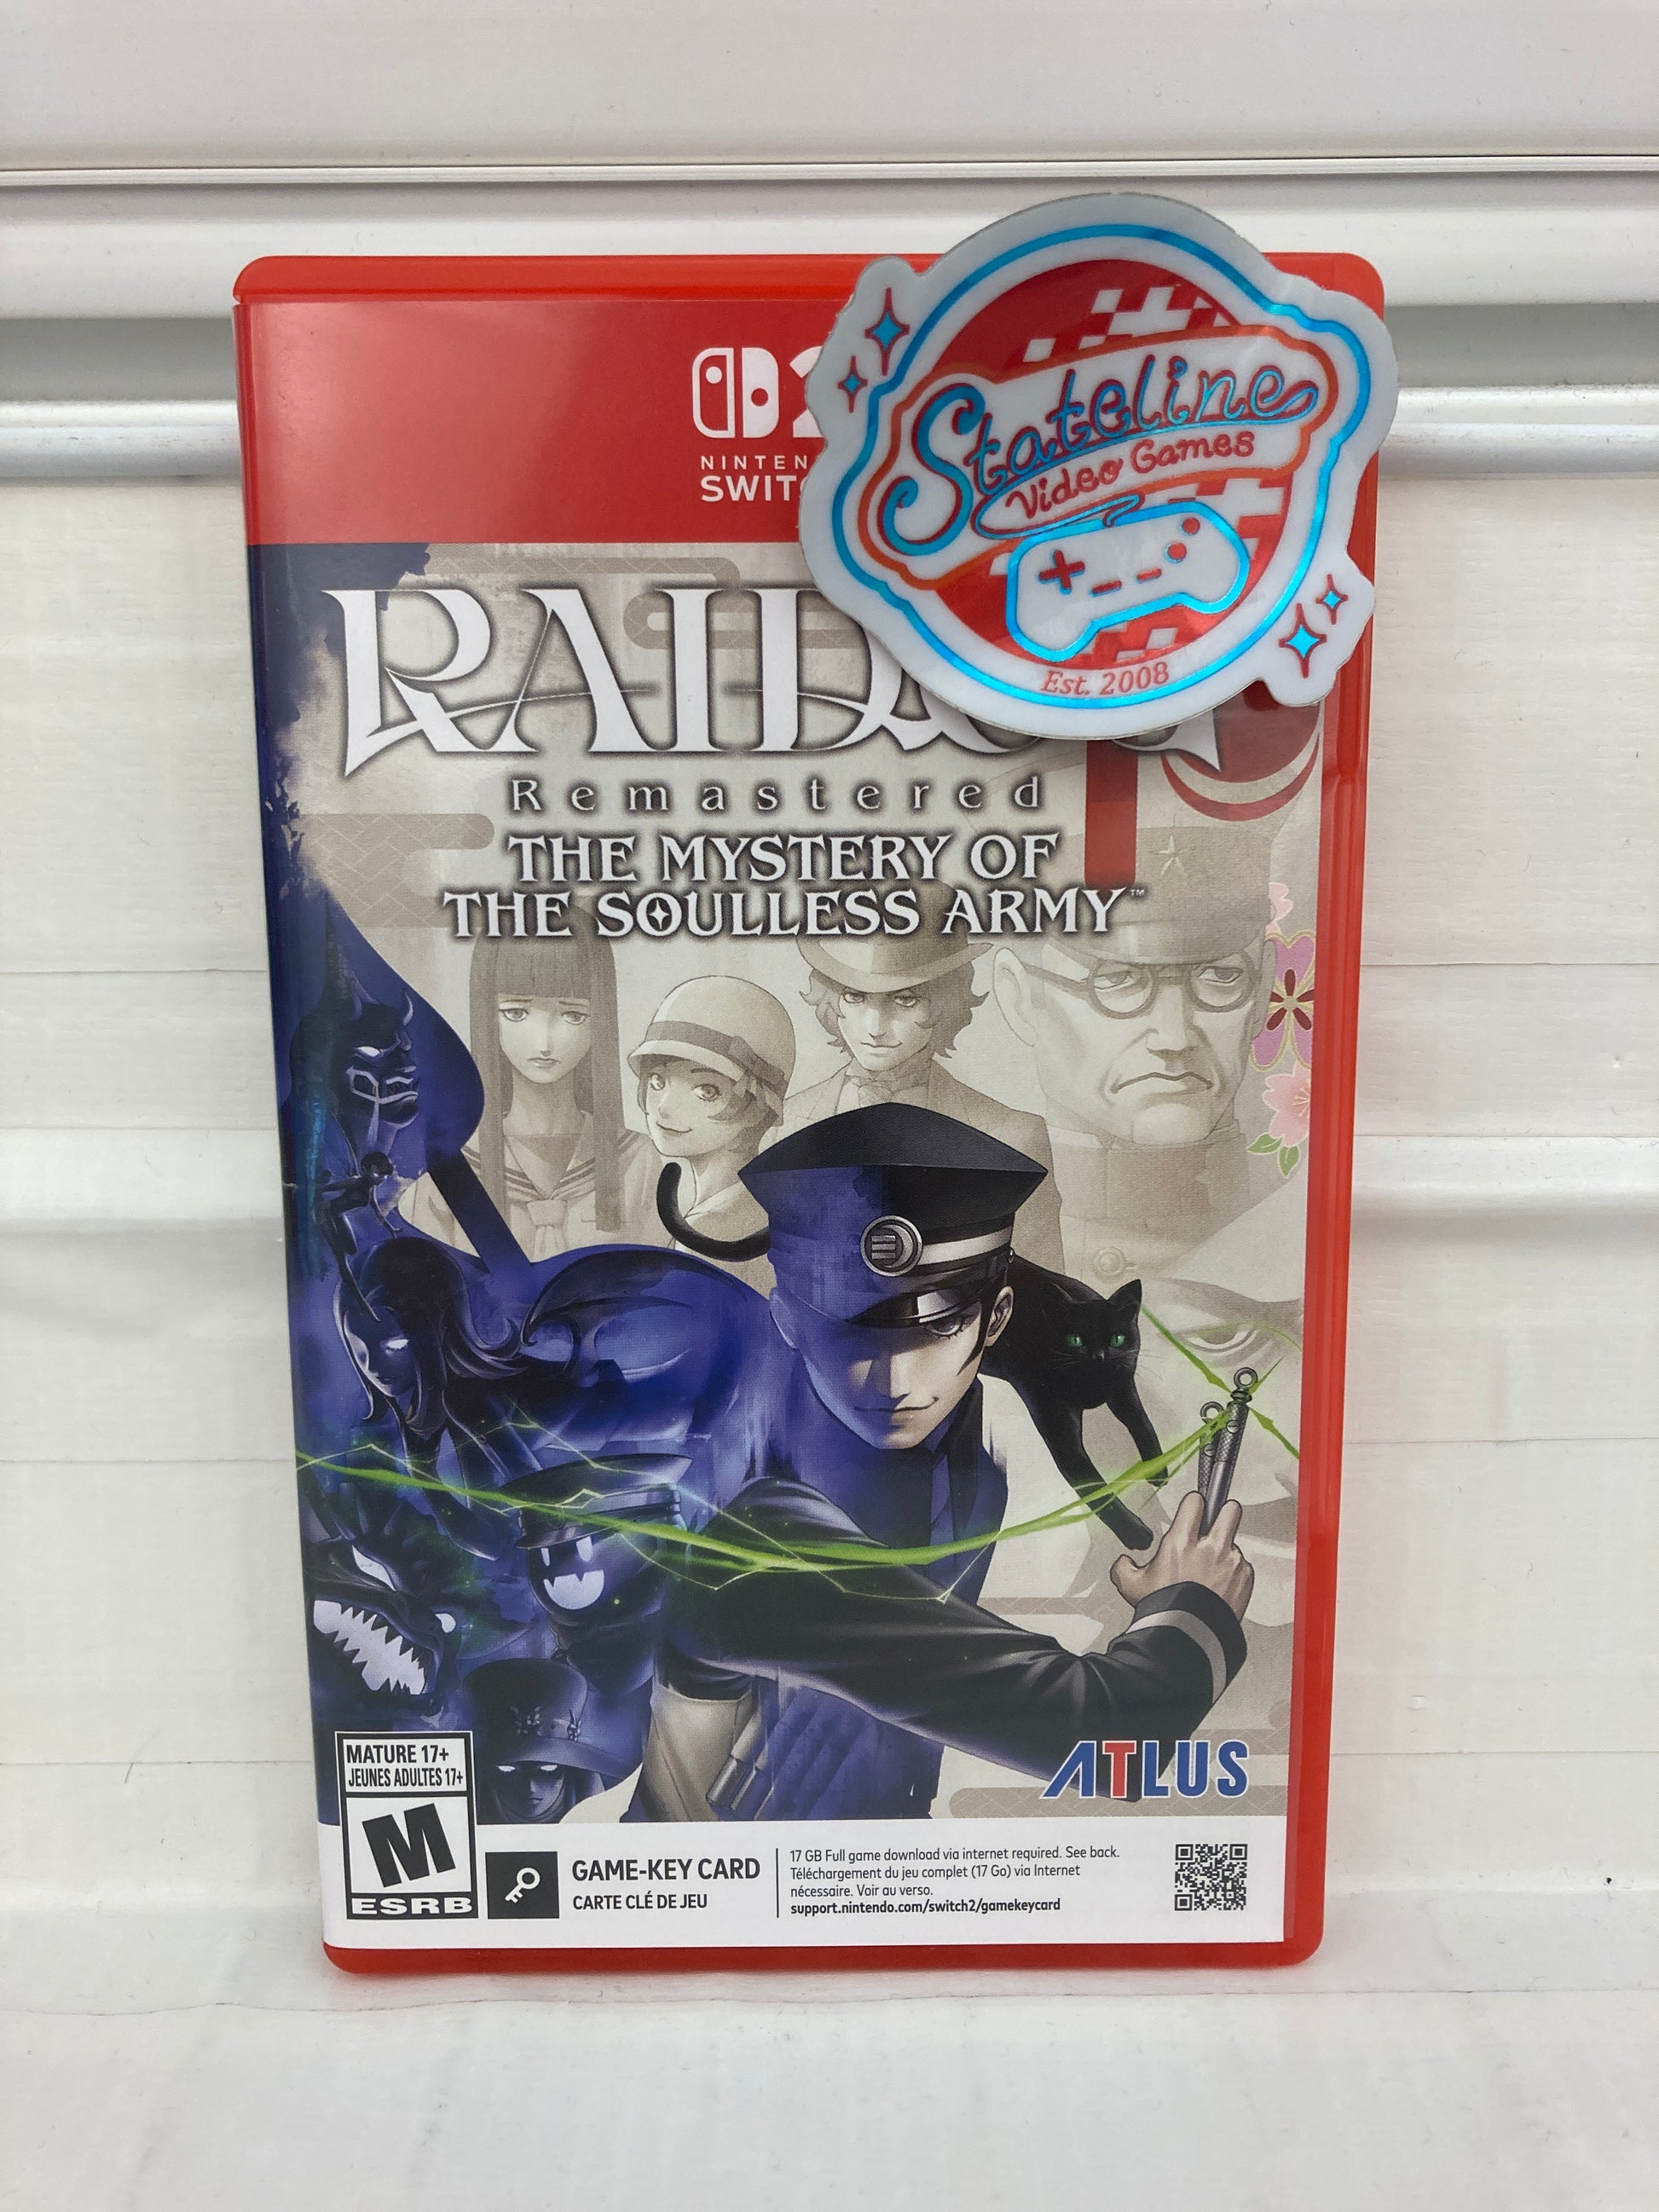 NINTEN
SWITC
Stateline
Video Games
Est. 2008
RAIDO
Remastered
THE MYSTERY OF
THE SOULLESS ARMY™
ATLUS
MATURE 17+
JEUNES ADULTES 17+
M
ESRB
GAME-KEY CARD
CARTE CLÉ DE JEU
17 GB Full game download via internet required. See back.
Téléchargement du jeu complet (17 Go) via Internet
nécessaire. Voir au verso.
support.nintendo.com/switch2/gamekeycard